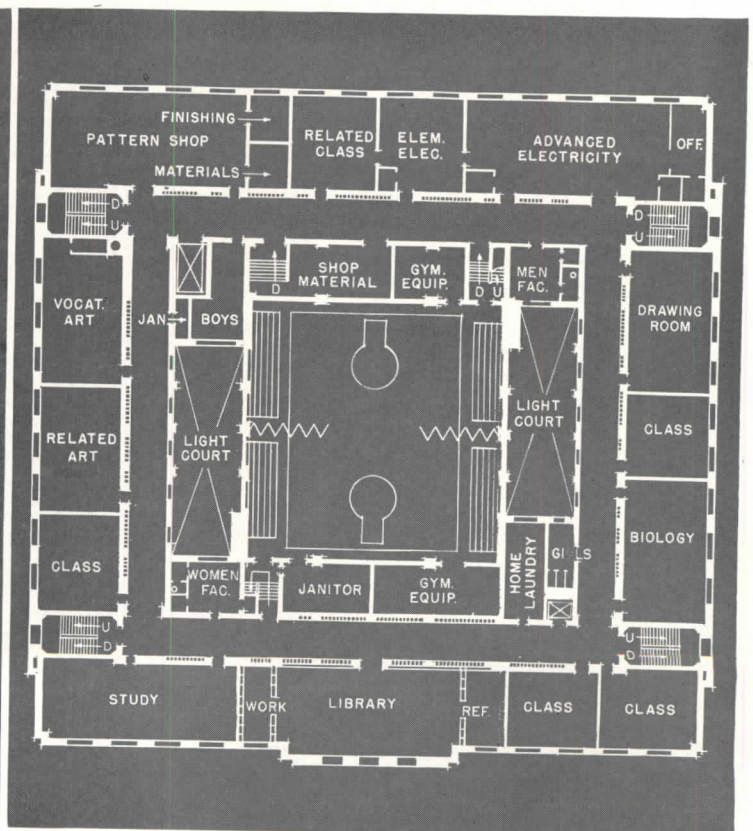 FINISHING
PATTERN SHOP
MATERIALS
RELATED
CLASS
ELEM.
ELEC.
ADVANCED
ELECTRICITY
OFF.
D
U
D
U
VOCAT.
ART
JAN.
BOYS
D
SHOP
MATERIAL
GYM.
EQUIP.
D
U
MEN
FAC.
DRAWING
ROOM
RELATED
ART
LIGHT
COURT
LIGHT
COURT
CLASS
CLASS
WOMEN
FAC.
JANITOR
GYM.
EQUIP.
HOME
LAUNDRY
GIRLS
BIOLOGY
U
D
U
D
STUDY
WORK
LIBRARY
REF.
CLASS
CLASS